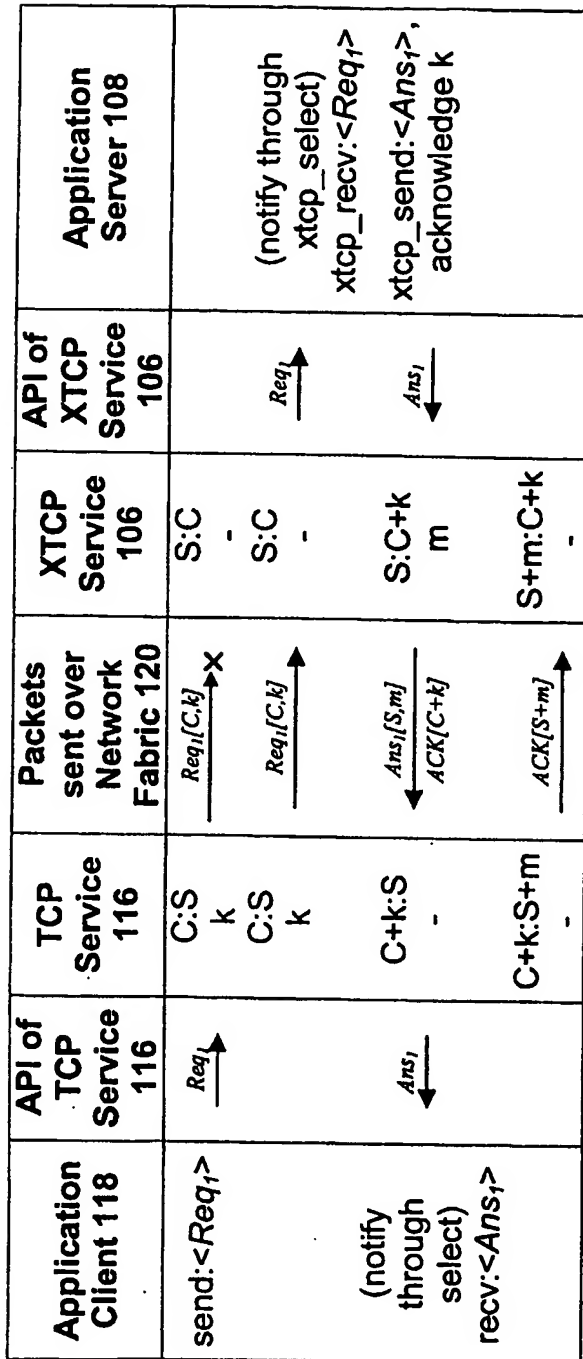 Application
Client 118
API of
TCP
Service
116
TCP
Service
116
Packets
sent over
Network
Fabric 120
XTCP
Service
106
API of
XTCP
Service
106
Application
Server 108
send:<Req₁>
Req₁
C:S
k
Req₁[C,k]
X
S:C
-
C:S
k
Req₁[C,k]
S:C
-
Req₁
(notify through
xtcp_select)
xtcp_recv:<Req₁>
(notify
through
select)
recv:<Ans₁>
Ans₁
C+k:S
-
Ans₁[S,m]
ACK[C+k]
S:C+k
m
Ans₁
xtcp_send:<Ans₁>,
acknowledge k
C+k:S+m
-
ACK[S+m]
S+m:C+k
-